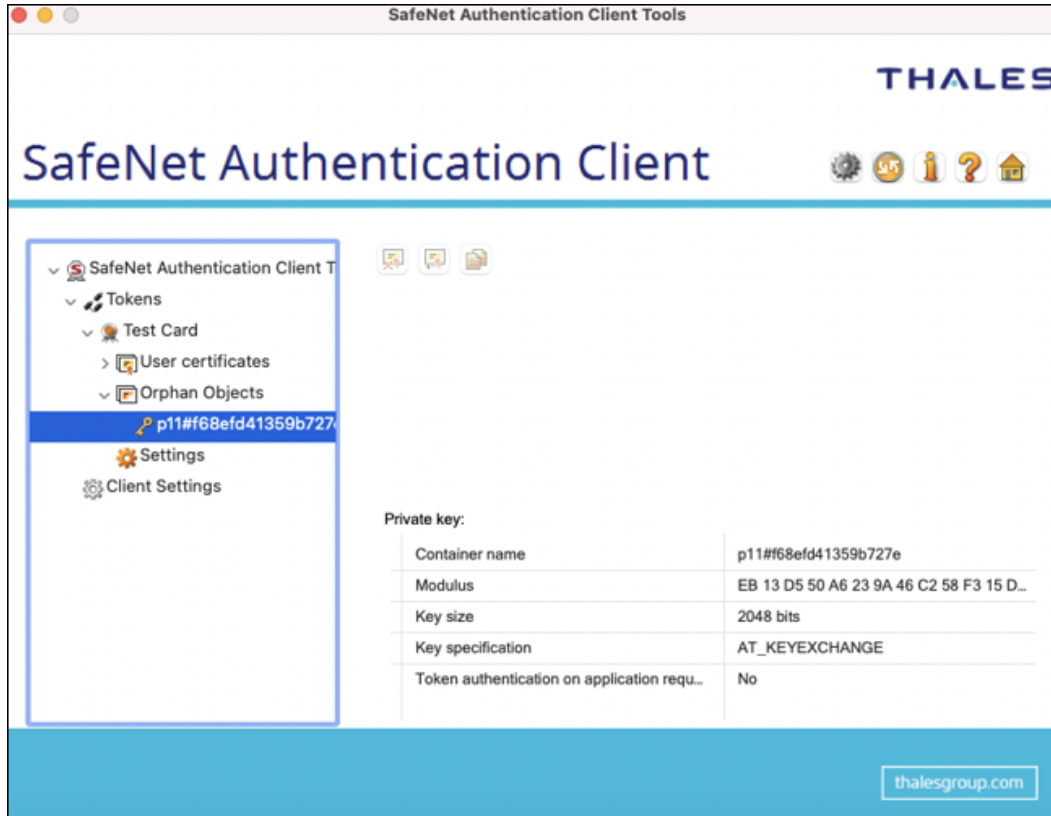 SafeNet Authentication Client Tools
THALES
SafeNet Authentication Client
SafeNet Authentication Client T
Tokens
Test Card
User certificates
Orphan Objects
p11#f68efd41359b727e
Settings
Client Settings
Private key:
Container name p11#f68efd41359b727e
Modulus EB 13 D5 50 A6 23 9A 46 C2 58 F3 15 D...
Key size 2048 bits
Key specification AT_KEYEXCHANGE
Token authentication on application requ... No
thalesgroup.com